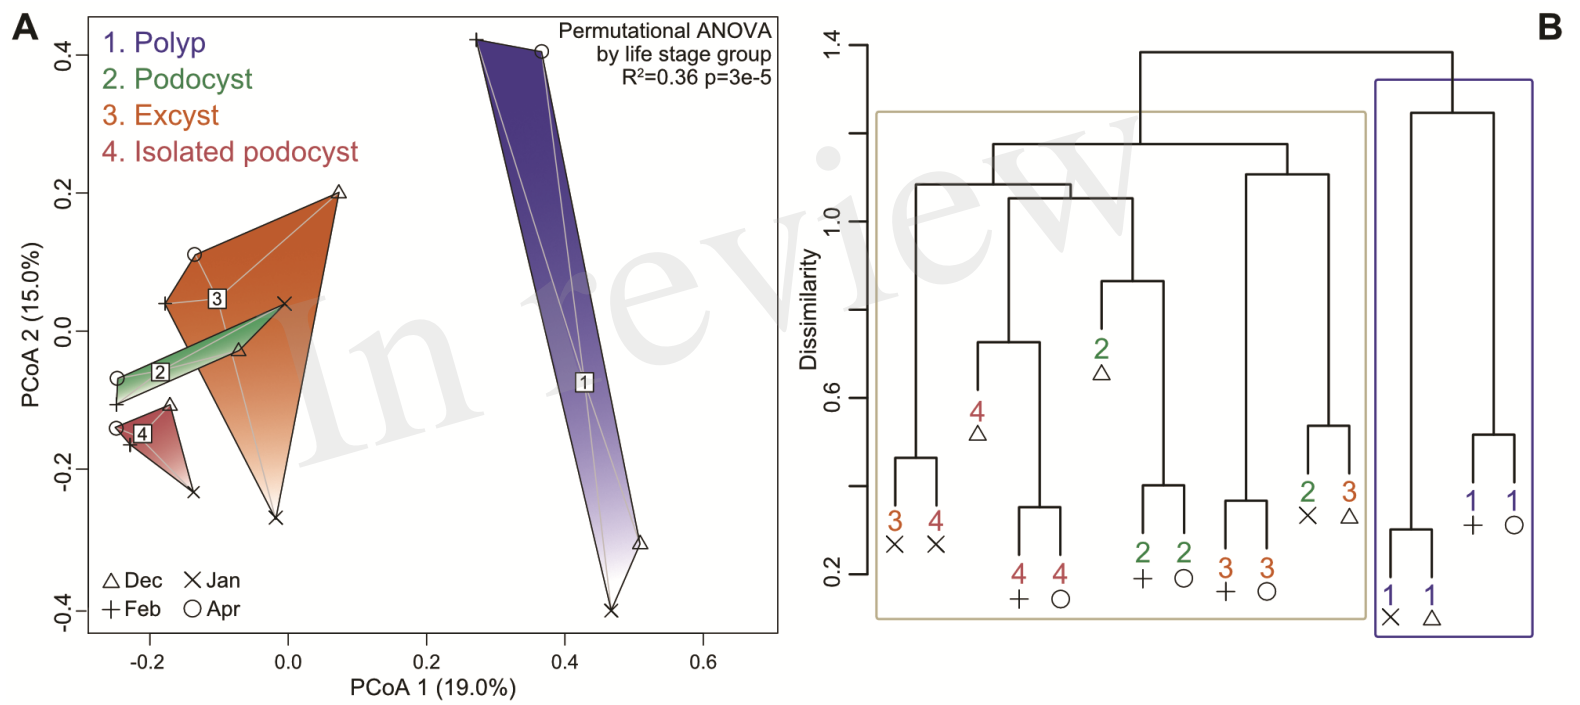 A
1. Polyp
2. Podocyst
3. Excyst
4. Isolated podocyst
Permutational ANOVA
by life stage group
R²=0.36 p=3e-5
0.4
0.2
0.0
-0.2
-0.4
PCoA 2 (15.0%)
3
2
4
1
Dec
Jan
Feb
Apr
-0.2
0.0
0.2
0.4
0.6
PCoA 1 (19.0%)
In review
B
1.4
1.0
0.6
0.2
Dissimilarity
3
4
4
4
4
2
2
2
3
3
2
3
1
1
1
1